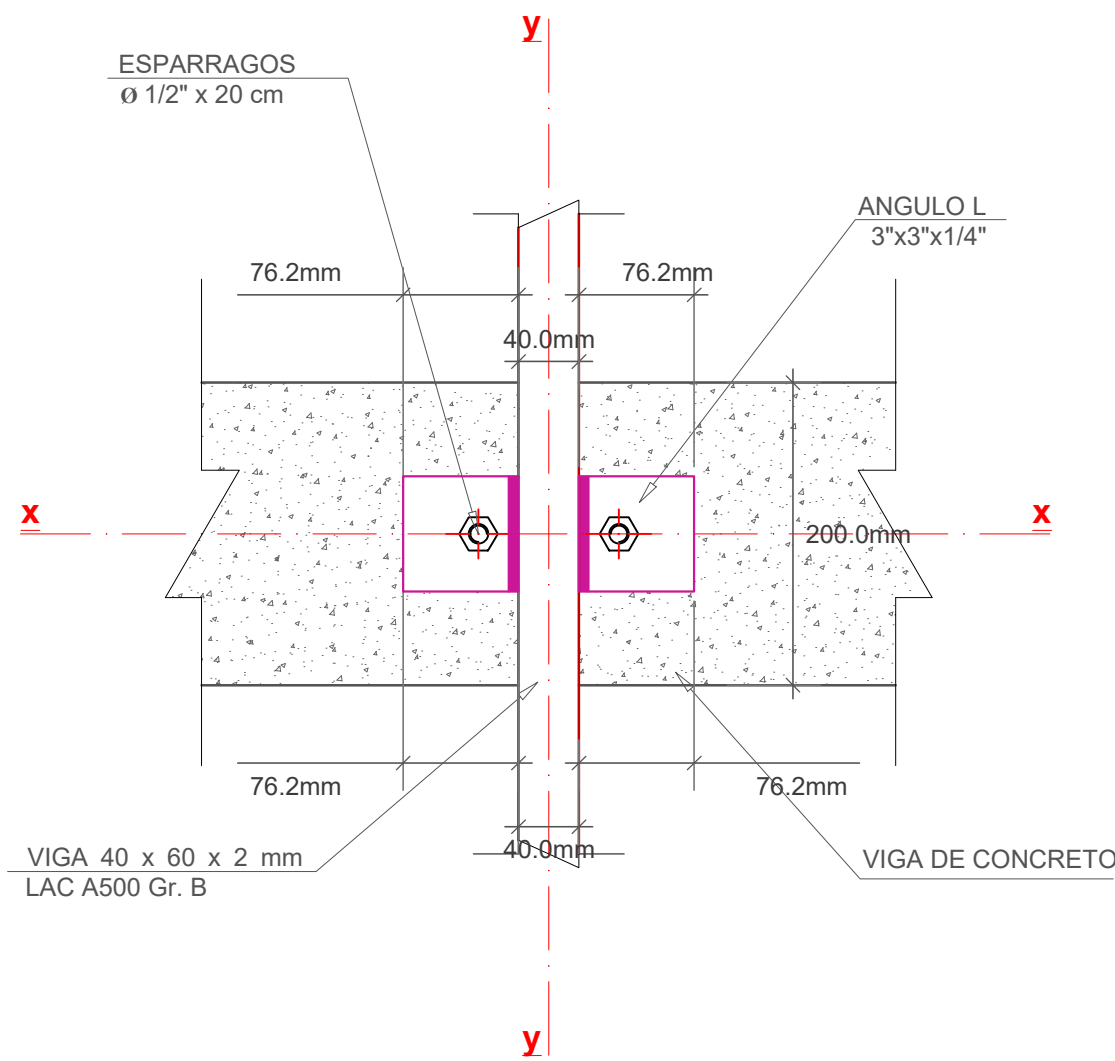 y
ESPARRAGOS
Ø 1/2" x 20 cm
ANGULO L
3"x3"x1/4"
76.2mm
76.2mm
40.0mm
x
x
200.0mm
76.2mm
76.2mm
40.0mm
VIGA 40 x 60 x 2 mm
LAC A500 Gr. B
VIGA DE CONCRETO
y